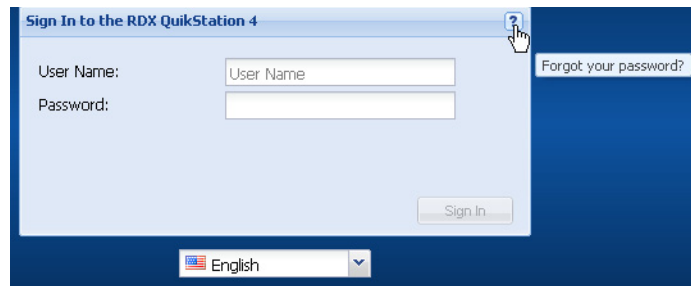 Sign In to the RDX QuikStation 4 ?
User Name: User Name
Forgot your password?
Password:
Sign In
English